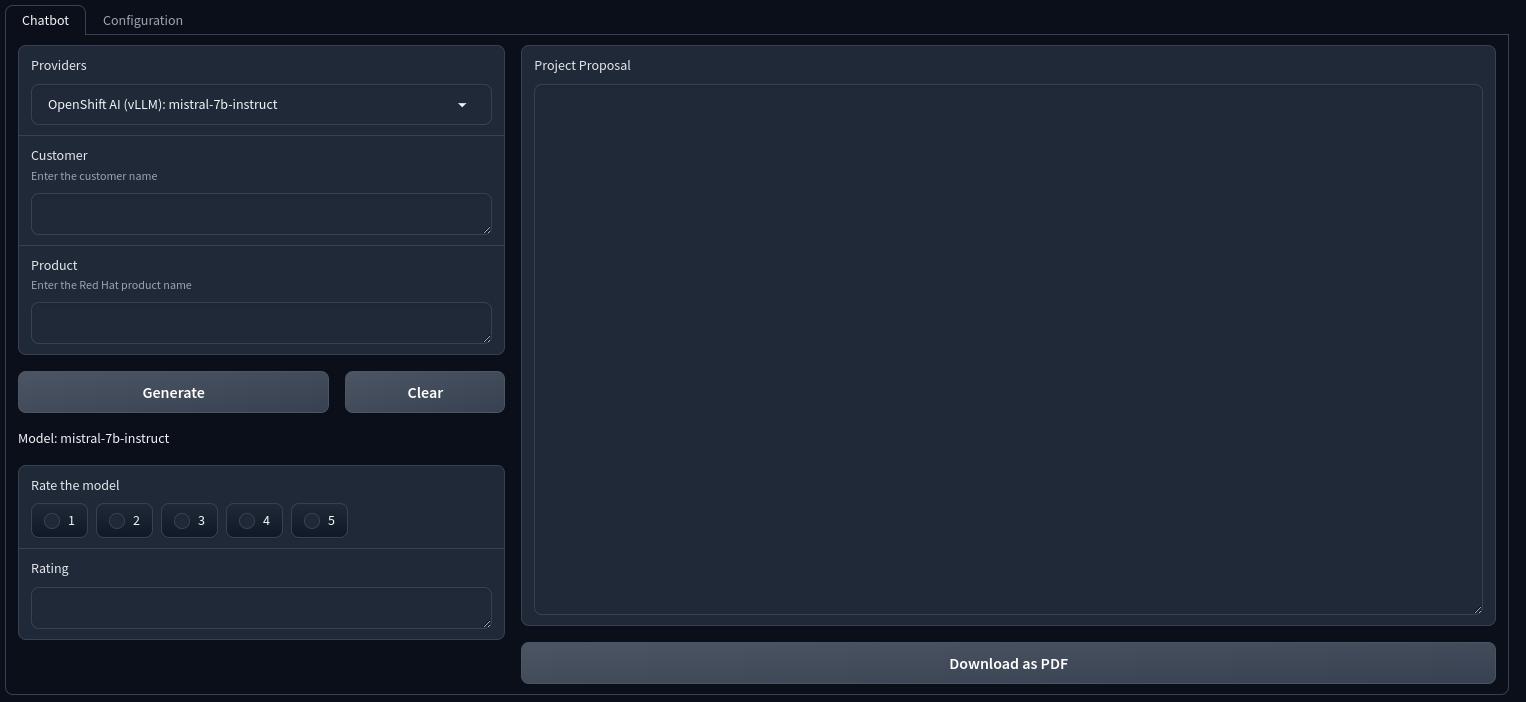 Chatbot
Configuration
Providers
OpenShift AI (vLLM): mistral-7b-instruct
Customer
Enter the customer name
Product
Enter the Red Hat product name
Generate
Clear
Model: mistral-7b-instruct
Rate the model
1
2
3
4
5
Rating
Project Proposal
Download as PDF